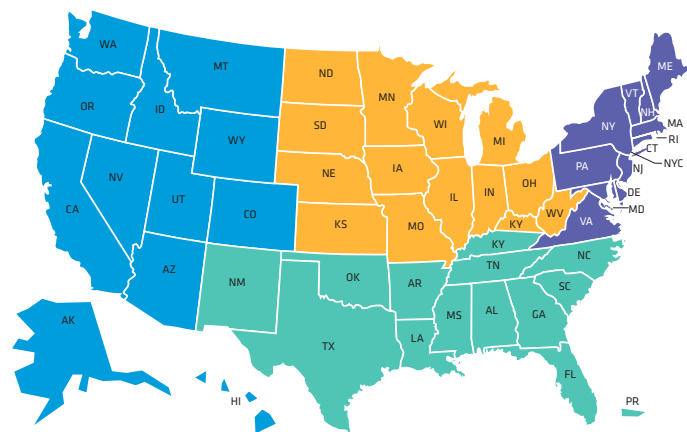 WA
MT
ND
ME
MN
VT
OR
ID
SD
WI
NH
MA
NY
MI
RI
WY
CT
NYC
IA
PA
NJ
NE
OH
NV
IL
IN
DE
UT
CO
KS
MO
WV
MD
CA
KY
VA
KY
NC
AZ
TN
NM
OK
AR
SC
AK
MS
AL
GA
LA
TX
FL
HI
PR